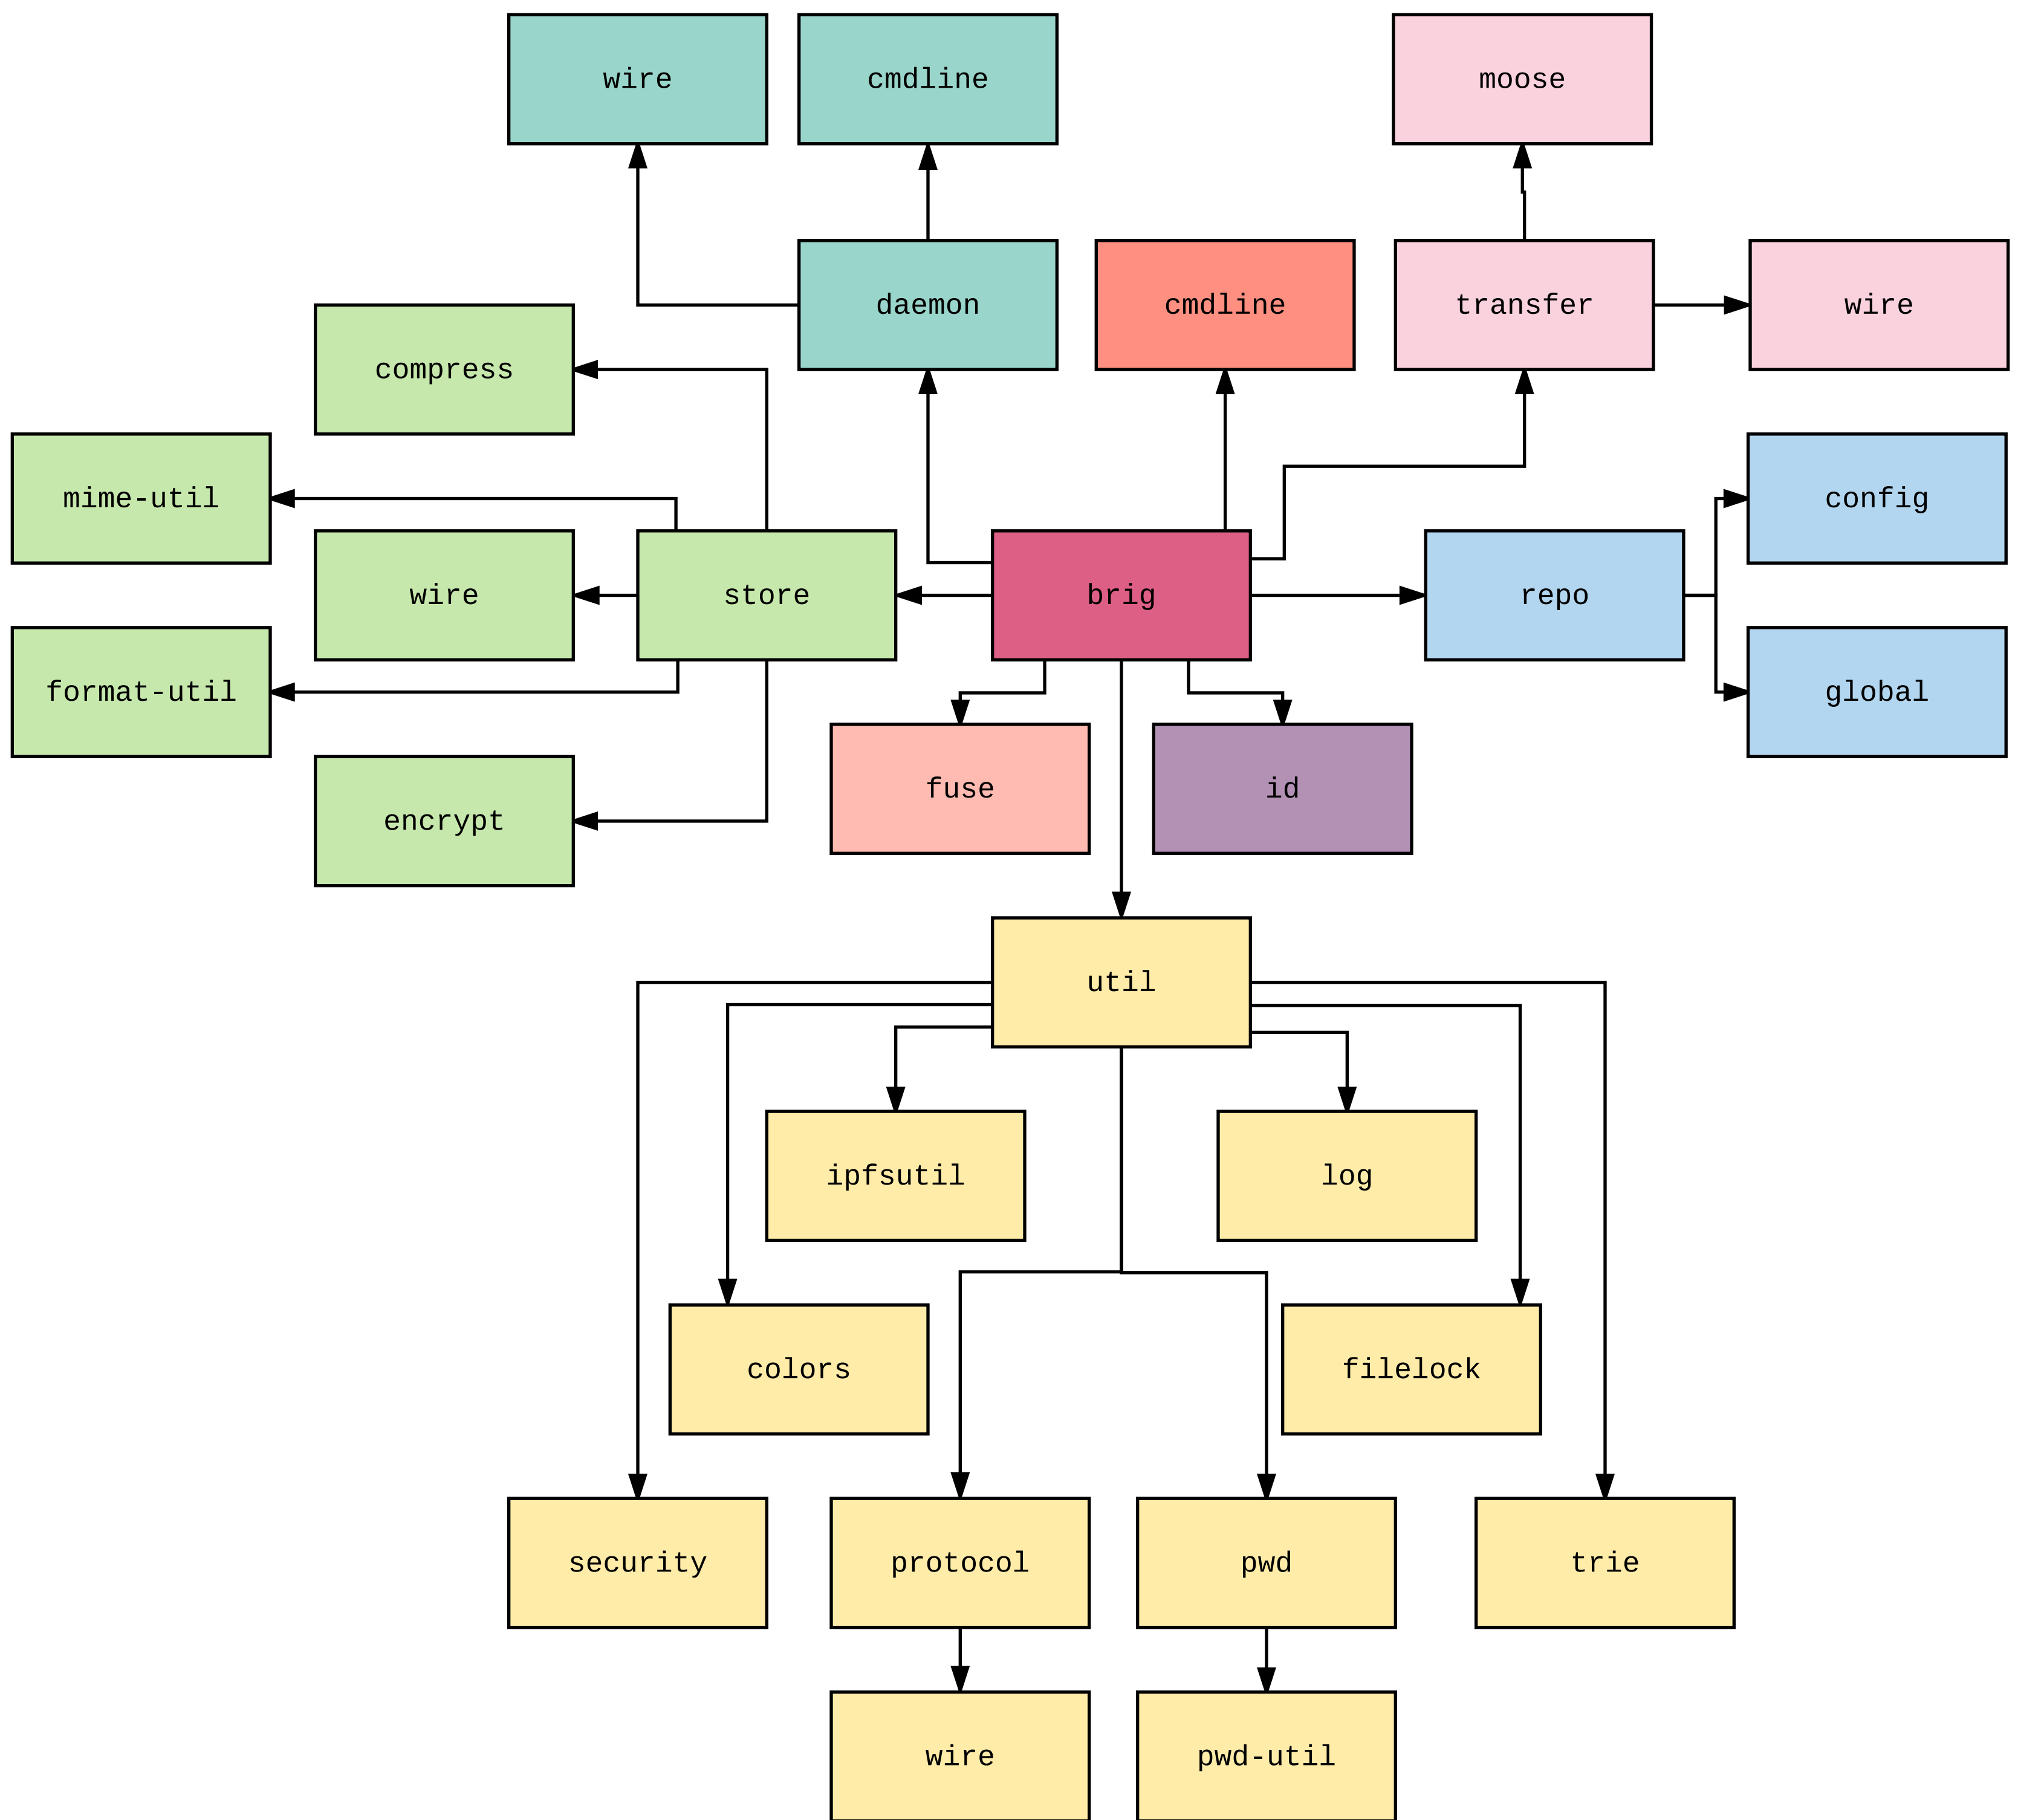 wire
cmdline
moose
daemon
cmdline
transfer
wire
compress
mime-util
config
wire
store
brig
repo
format-util
global
fuse
id
encrypt
util
ipfsutil
log
colors
filelock
security
protocol
pwd
trie
wire
pwd-util